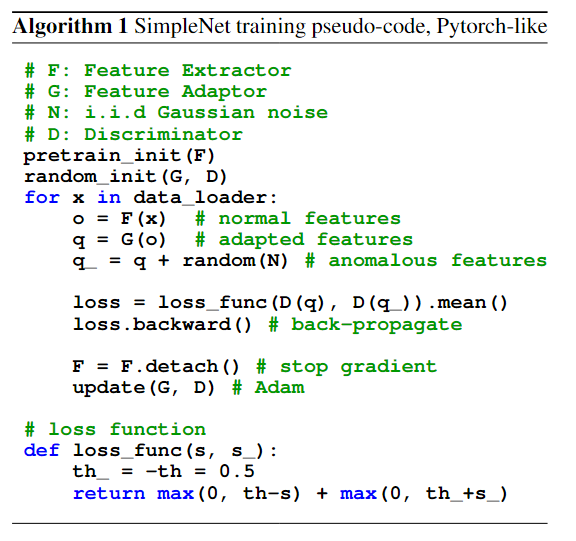 Algorithm 1 SimpleNet training pseudo-code, Pytorch-like
# F: Feature Extractor
# G: Feature Adaptor
# N: i.i.d Gaussian noise
# D: Discriminator
pretrain_init(F)
random_init(G, D)
for x in data_loader:
    o = F(x)  # normal features
    q = G(o)  # adapted features
    q_ = q + random(N) # anomalous features
    loss = loss_func(D(q), D(q_)).mean()
    loss.backward() # back-propagate
    F = F.detach() # stop gradient
    update(G, D) # Adam
# loss function
def loss_func(s, s_):
    th_ = -th = 0.5
    return max(0, th-s) + max(0, th_+s_)